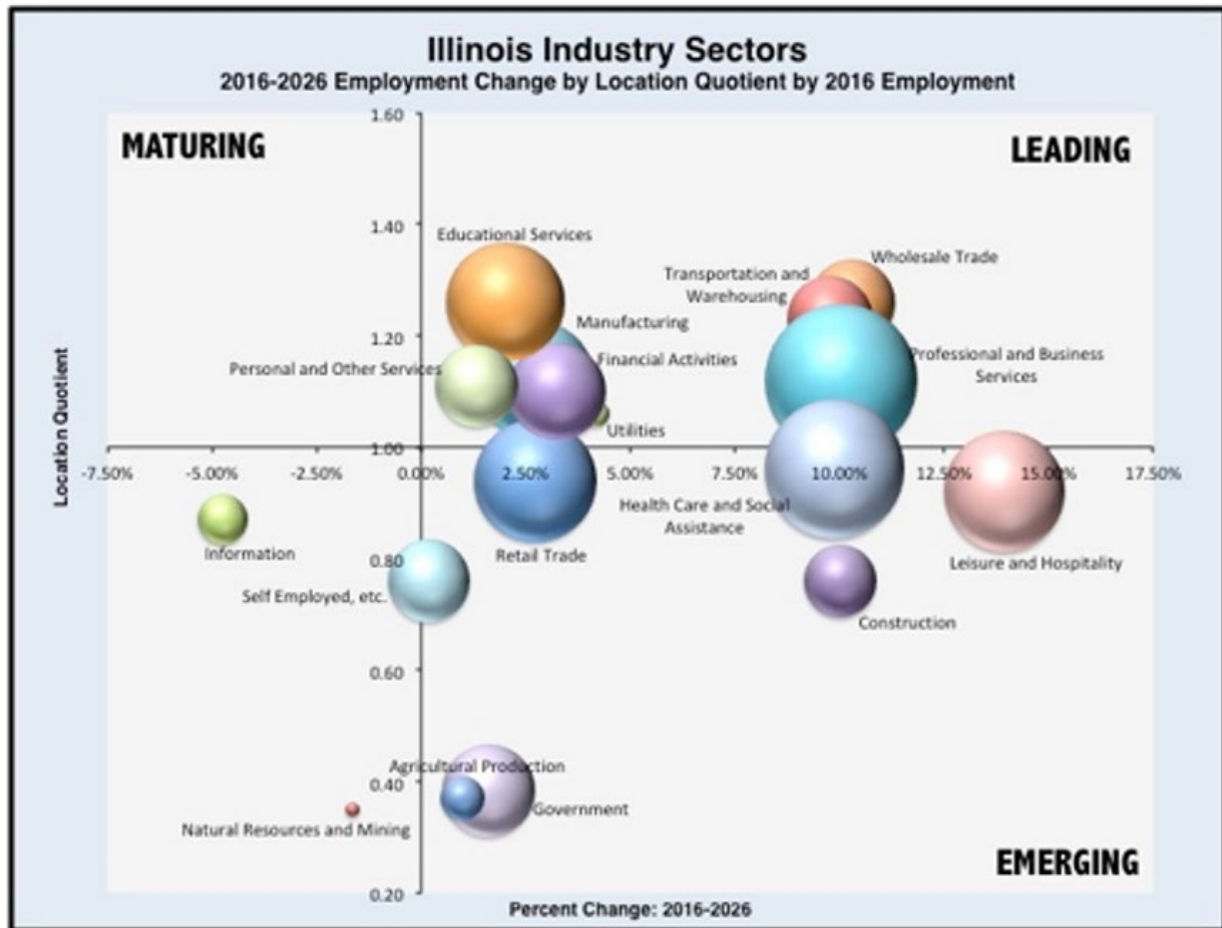 Illinois Industry Sectors
2016-2026 Employment Change by Location Quotient by 2016 Employment
1.60
MATURING
LEADING
1.40
Educational Services
Wholesale Trade
Transportation and
Warehousing
Manufacturing
1.20
Financial Activities
Professional and Business
Services
Personal and Other Services
Utilities
Location Quotient
1.00
-7.50%
-5.00%
-2.50%
0.00%
2.50%
5.00%
7.50%
10.00%
12.50%
15.00%
17.50%
Health Care and Social
Assistance
Information
Retail Trade
0.80
Leisure and Hospitality
Self Employed, etc.
Construction
0.60
Agricultural Production
0.40
Government
Natural Resources and Mining
EMERGING
0.20
Percent Change: 2016-2026